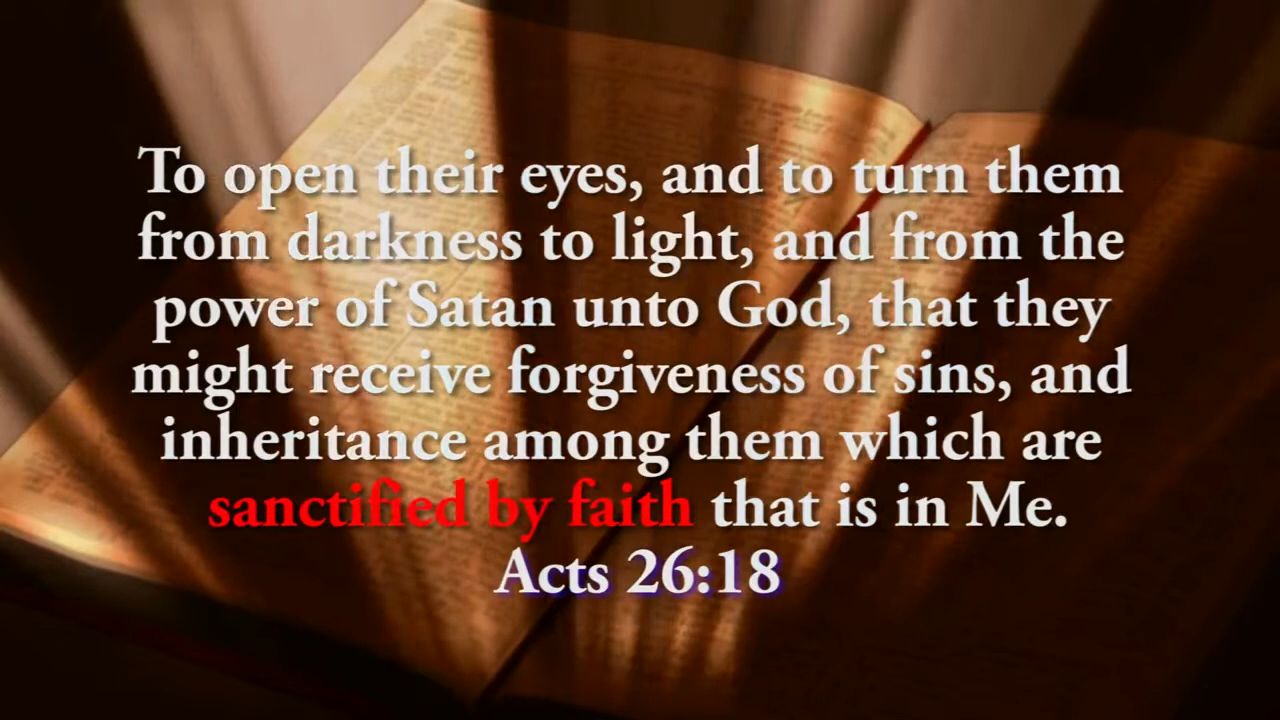 To open their eyes, and to turn them
from darkness to light, and from the
power of Satan unto God, that they
might receive forgiveness of sins, and
inheritance among them which are
sanctified by faith that is in Me.
Acts 26:18